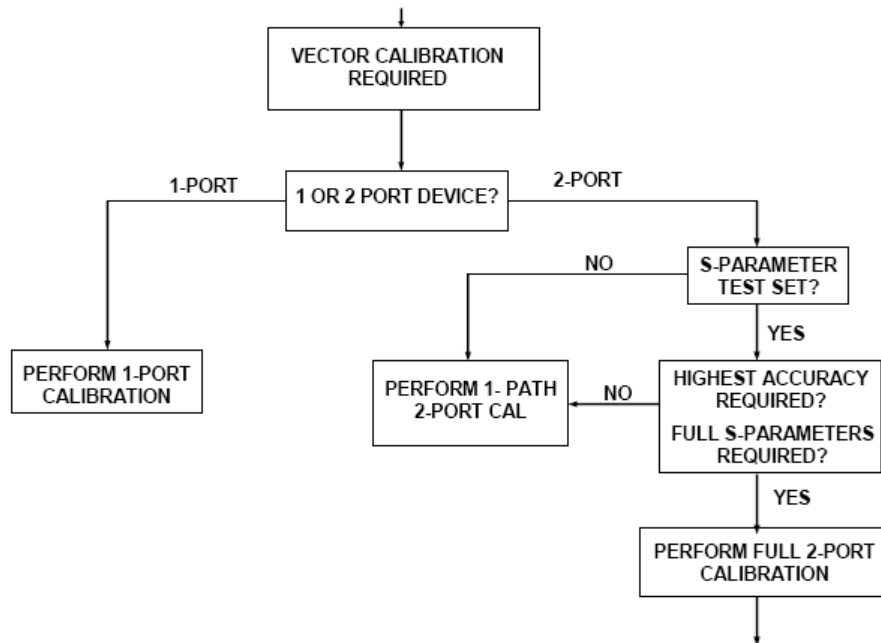 VECTOR CALIBRATION
REQUIRED
1-PORT
1 OR 2 PORT DEVICE?
2-PORT
NO
S-PARAMETER
TEST SET?
YES
PERFORM 1-PORT
CALIBRATION
PERFORM 1- PATH
2-PORT CAL
NO
HIGHEST ACCURACY
REQUIRED?
FULL S-PARAMETERS
REQUIRED?
YES
PERFORM FULL 2-PORT
CALIBRATION